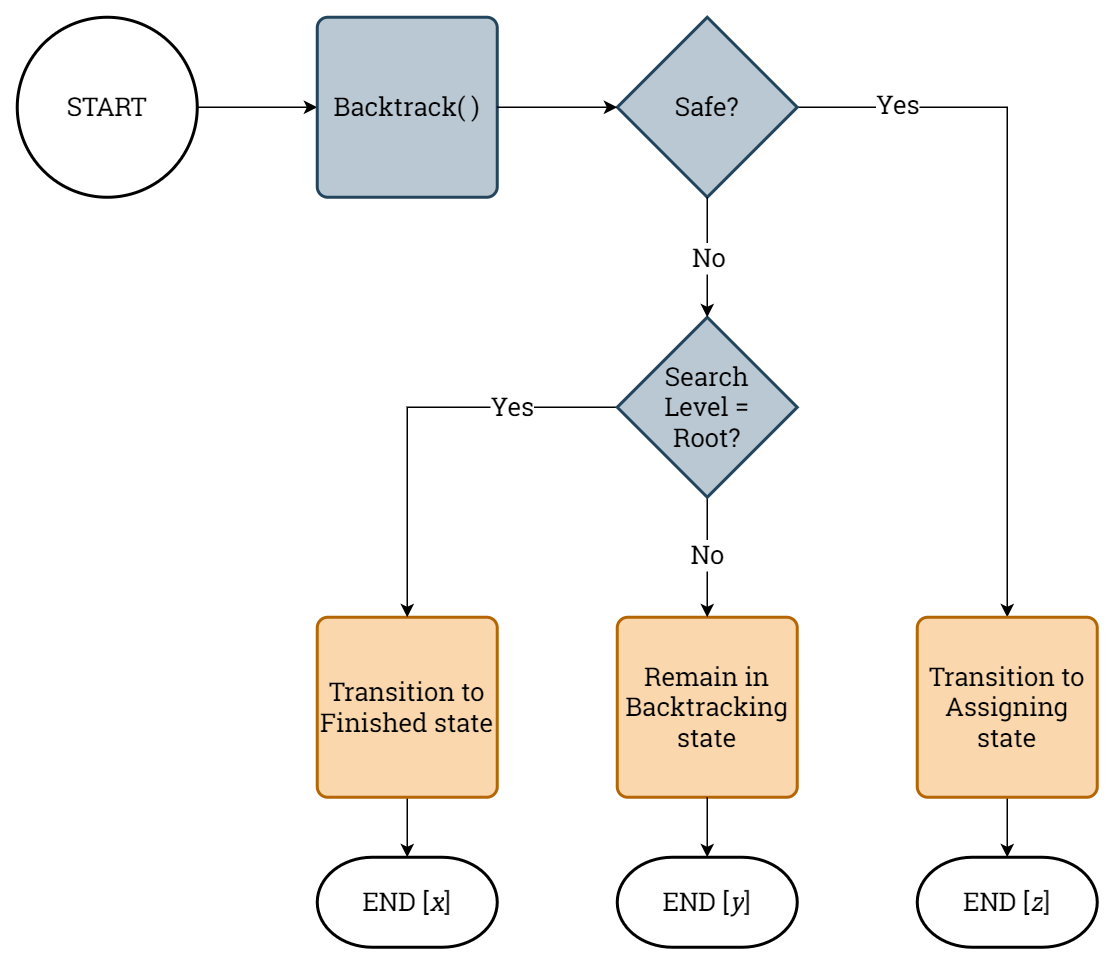 START
Backtrack( )
Safe?
Yes
No
Search
Level =
Root?
Yes
No
Transition to
Finished state
Remain in
Backtracking
state
Transition to
Assigning
state
END [x]
END [y]
END [z]